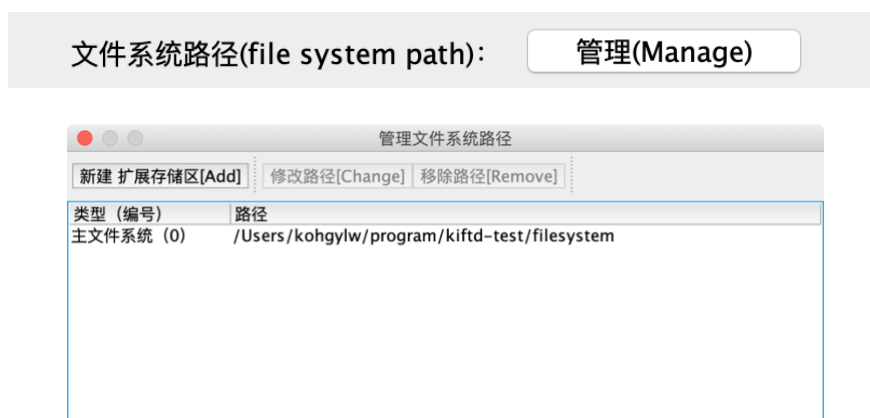 文件系统路径(file system path)： 管理(Manage)
管理文件系统路径
新建 扩展存储区[Add] 修改路径[Change] 移除路径[Remove]
类型（编号） 路径
主文件系统（0） /Users/kohgylw/program/kiftd-test/filesystem